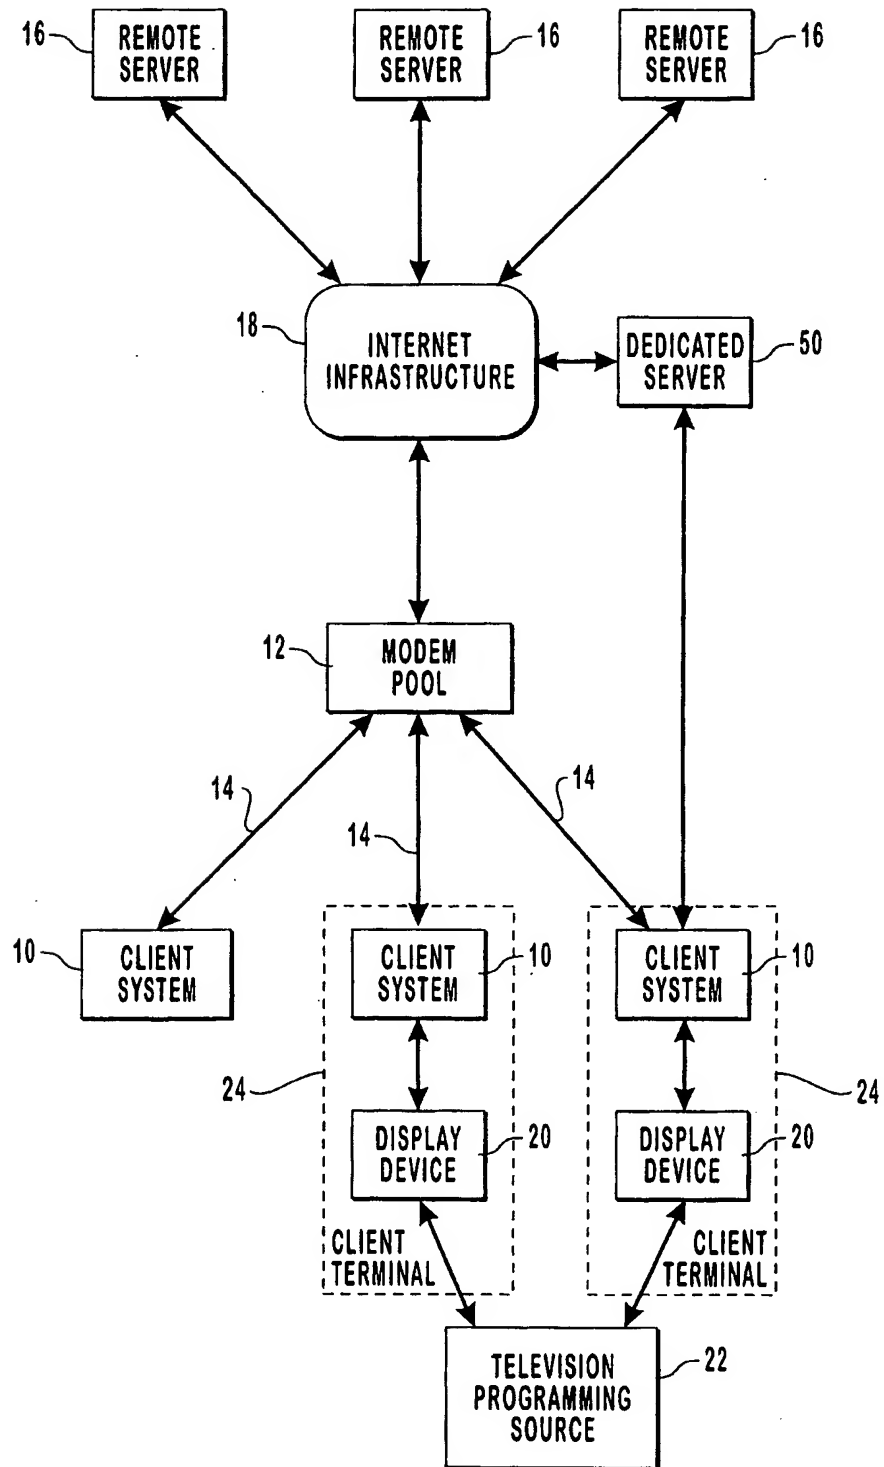 16
REMOTE
SERVER
REMOTE
SERVER
16
REMOTE
SERVER
16
18
INTERNET
INFRASTRUCTURE
DEDICATED
SERVER
50
12
MODEM
POOL
14
14
14
10
CLIENT
SYSTEM
CLIENT
SYSTEM
10
CLIENT
SYSTEM
10
24
24
DISPLAY
DEVICE
20
DISPLAY
DEVICE
20
CLIENT
TERMINAL
CLIENT
TERMINAL
TELEVISION
PROGRAMMING
SOURCE
22